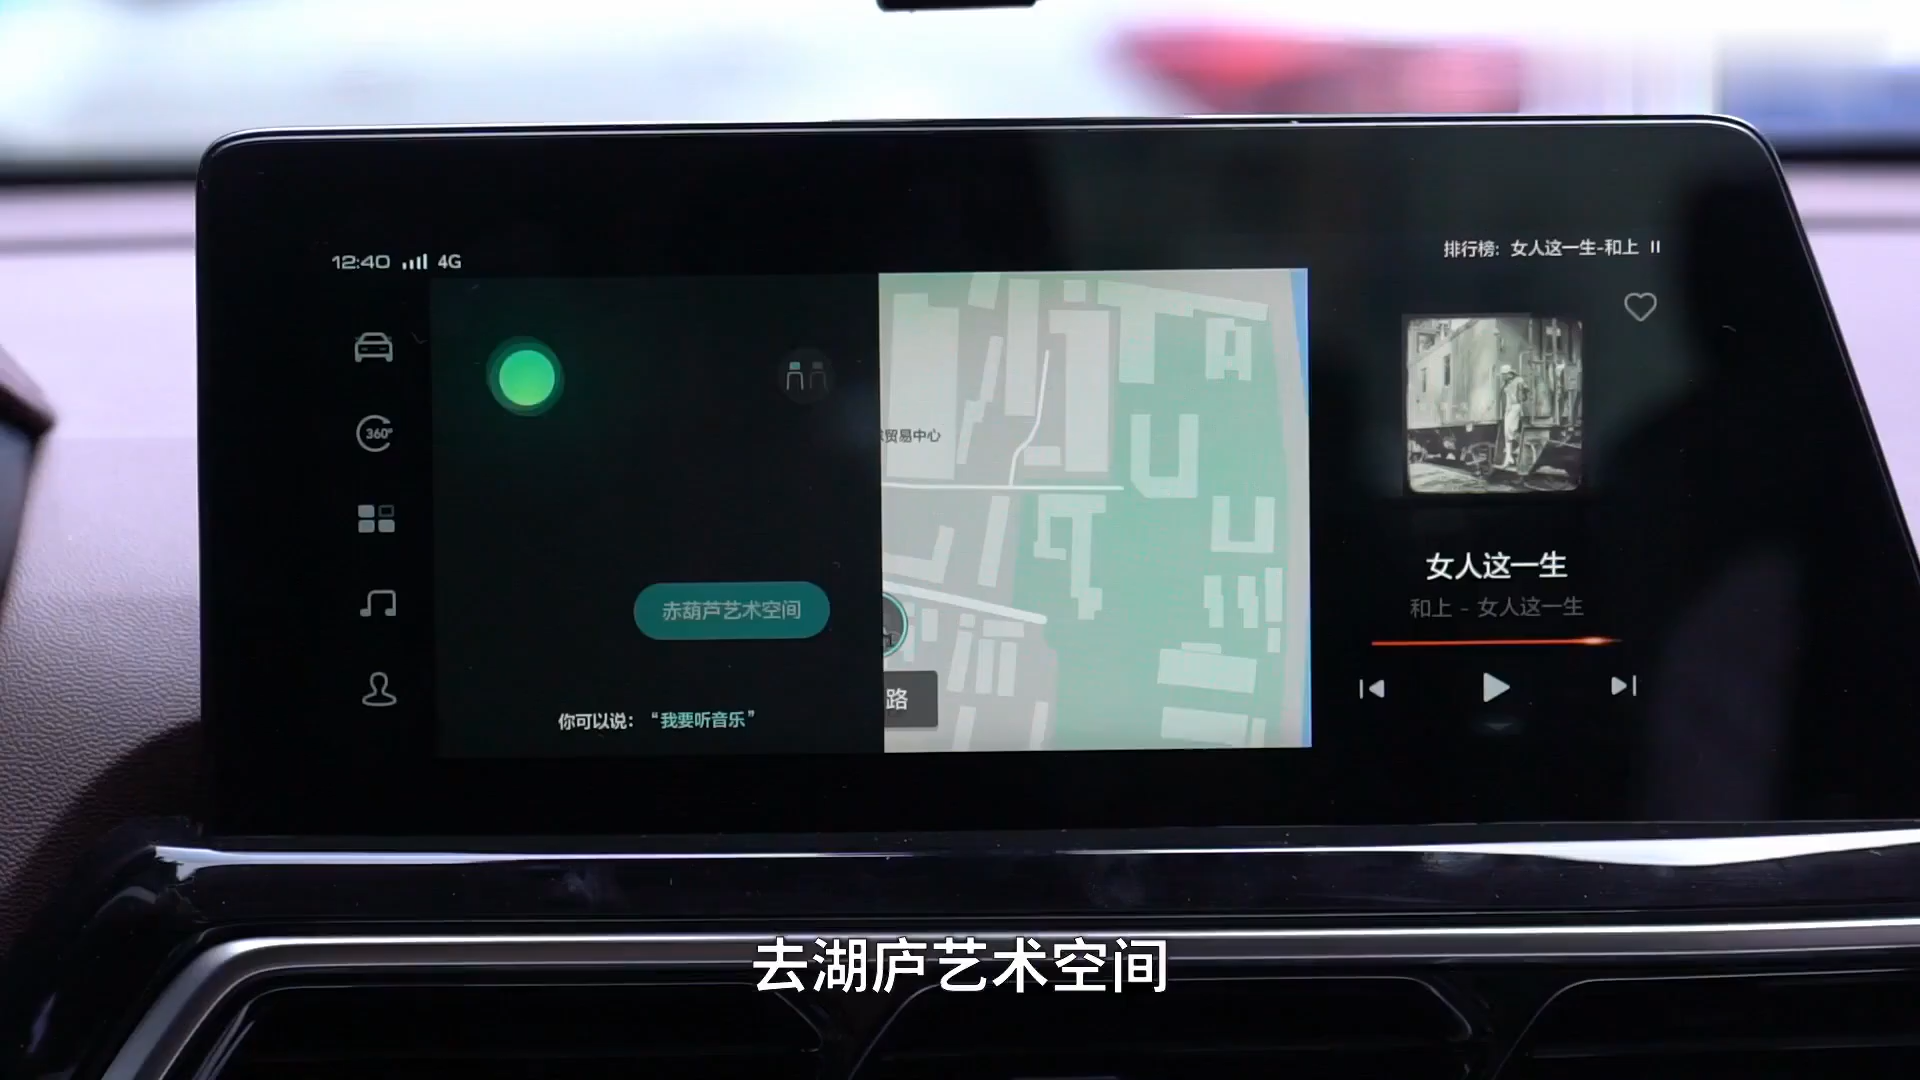 12:40 4G
排行榜: 女人这一生-和上
360°
贸易中心
赤葫芦艺术空间
路
你可以说: “我要听音乐”
女人这一生
和上 - 女人这一生
去湖庐艺术空间